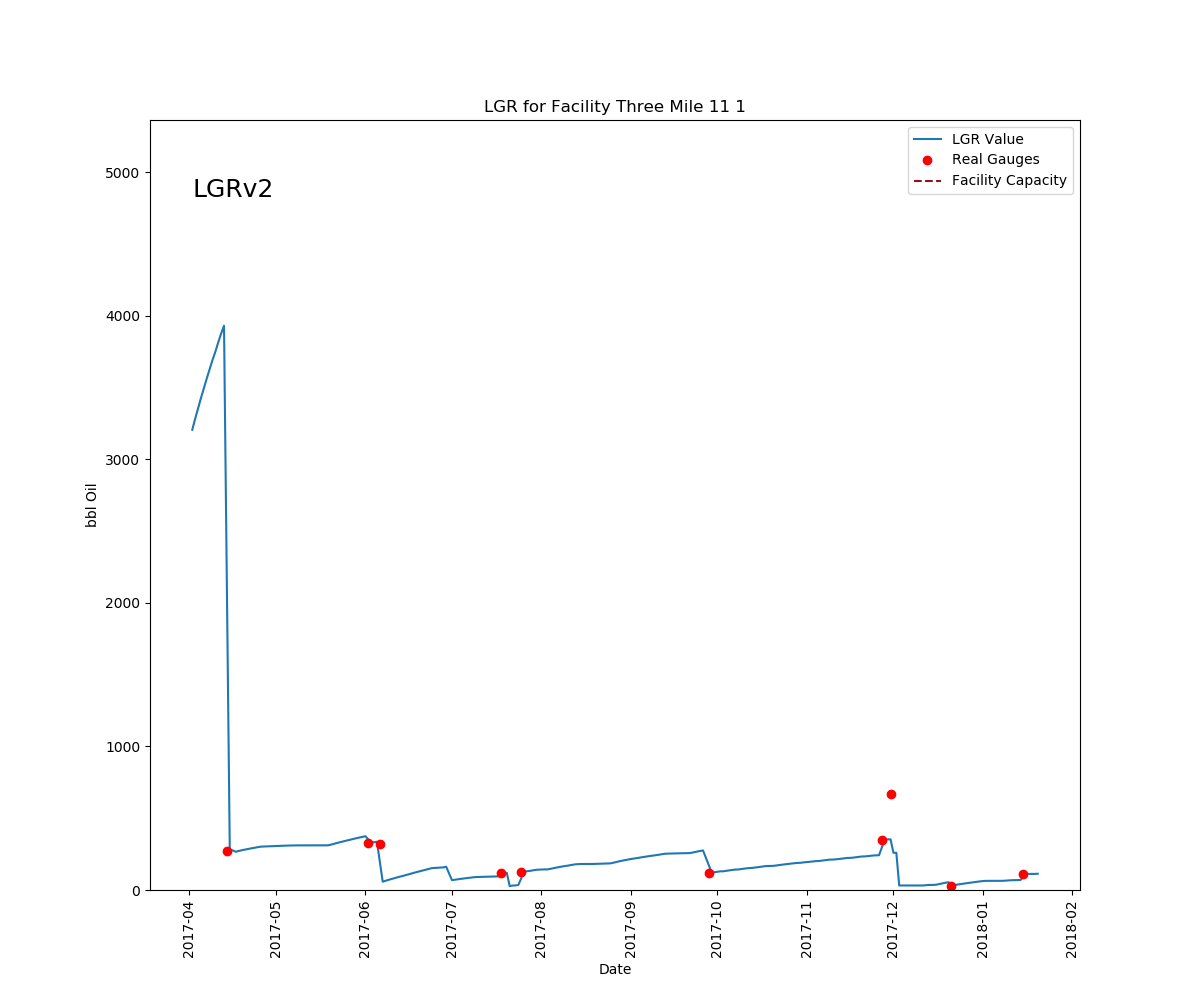 LGR for Facility Three Mile 11 1
LGRv2
LGR Value
Real Gauges
Facility Capacity
5000
4000
3000
2000
1000
0
bbl Oil
2017-04
2017-05
2017-06
2017-07
2017-08
2017-09
2017-10
2017-11
2017-12
2018-01
2018-02
Date